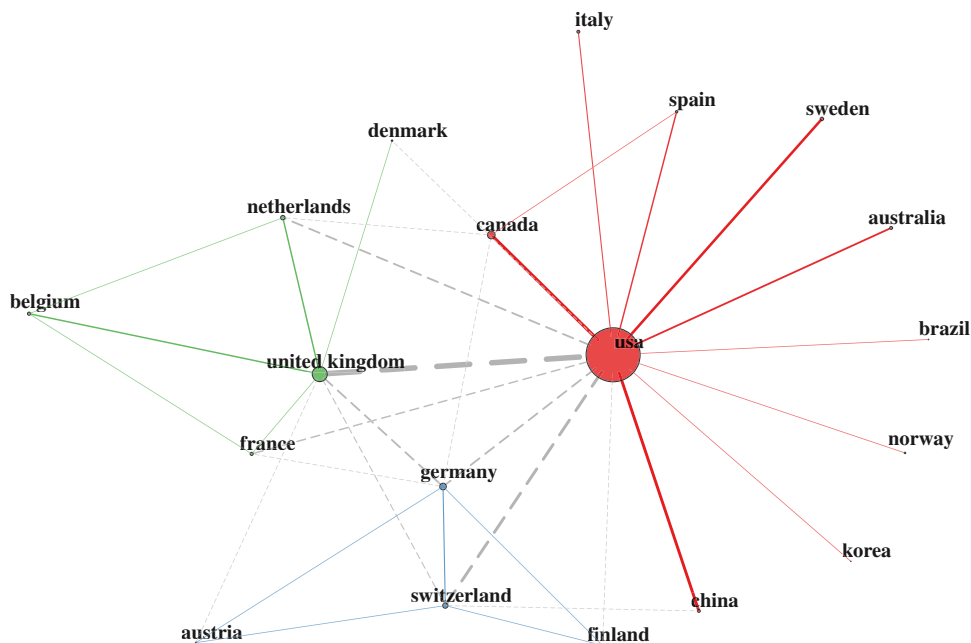 italy
spain
sweden
denmark
netherlands
canada
australia
belgium
brazil
usa
united kingdom
france
norway
germany
korea
switzerland
china
austria
finland